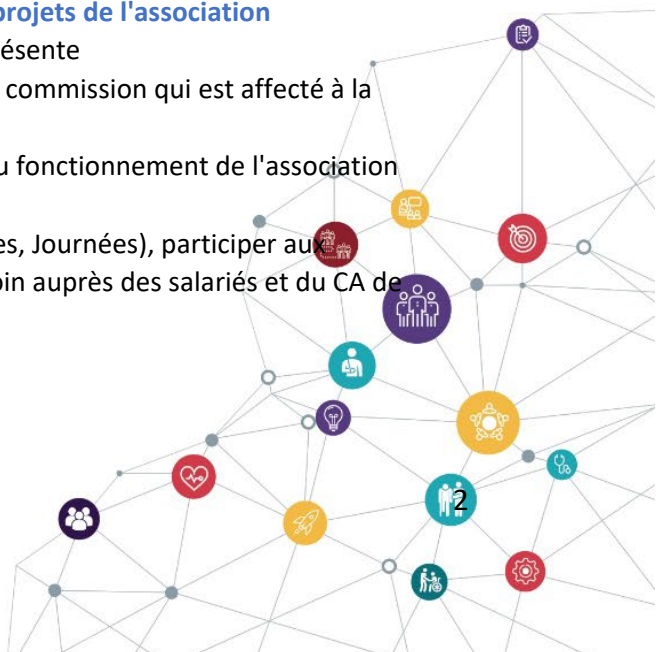 projets de l'association
ésente
commission qui est affecté à la
u fonctionnement de l'association
es, Journées), participer aux
oin auprès des salariés et du CA de
2